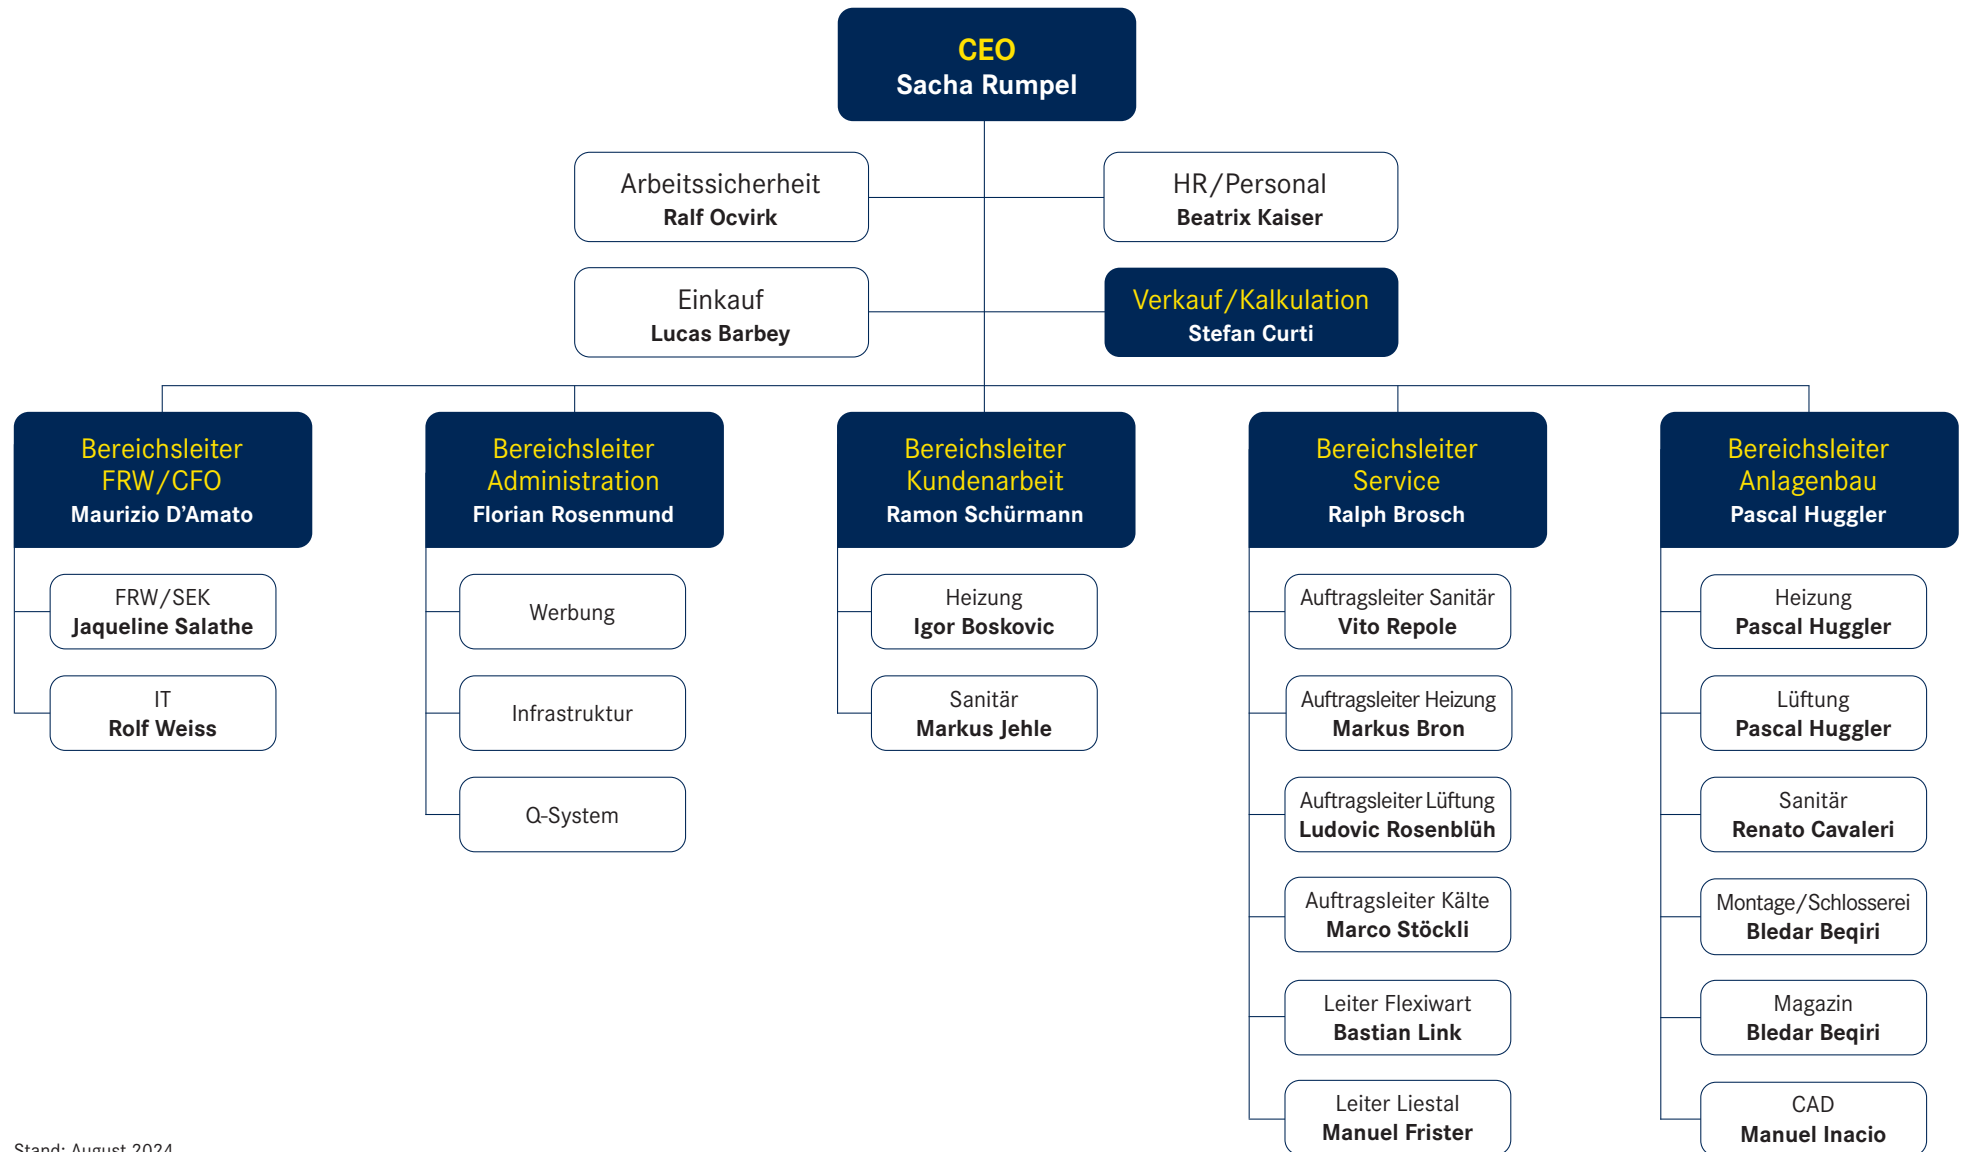 CEO
Sacha Rumpel
Arbeitssicherheit
Ralf Ocvirk
HR/Personal
Beatrix Kaiser
Einkauf
Lucas Barbey
Verkauf/Kalkulation
Stefan Curti
Bereichsleiter
FRW/CFO
Maurizio D’Amato
FRW/SEK
Jaqueline Salathe
IT
Rolf Weiss
Bereichsleiter
Administration
Florian Rosenmund
Werbung
Infrastruktur
Q-System
Bereichsleiter
Kundenarbeit
Ramon Schürmann
Heizung
Igor Boskovic
Sanitär
Markus Jehle
Bereichsleiter
Service
Ralph Brosch
Auftragsleiter Sanitär
Vito Repole
Auftragsleiter Heizung
Markus Bron
Auftragsleiter Lüftung
Ludovic Rosenblüh
Auftragsleiter Kälte
Marco Stöckli
Leiter Flexiwart
Bastian Link
Leiter Liestal
Manuel Frister
Bereichsleiter
Anlagenbau
Pascal Huggler
Heizung
Pascal Huggler
Lüftung
Pascal Huggler
Sanitär
Renato Cavaleri
Montage/Schlosserei
Bledar Beqiri
Magazin
Bledar Beqiri
CAD
Manuel Inacio
Stand: August 2024